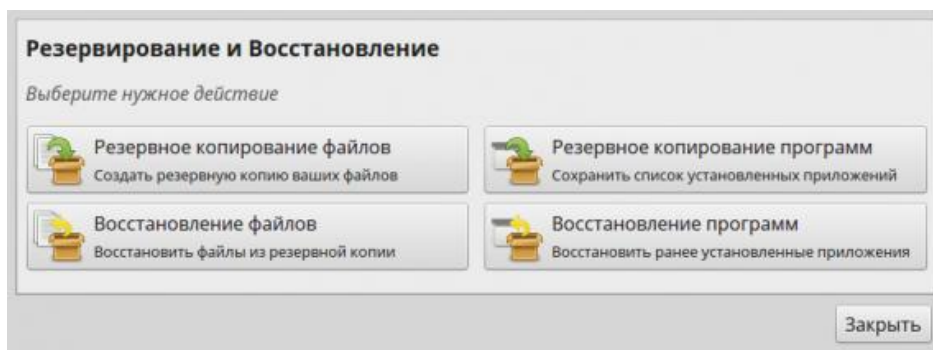 Резервирование и Восстановление
Выберите нужное действие
Резервное копирование файлов
Создать резервную копию ваших файлов
Резервное копирование программ
Сохранить список установленных приложений
Восстановление файлов
Восстановить файлы из резервной копии
Восстановление программ
Восстановить ранее установленные приложения
Закрыть